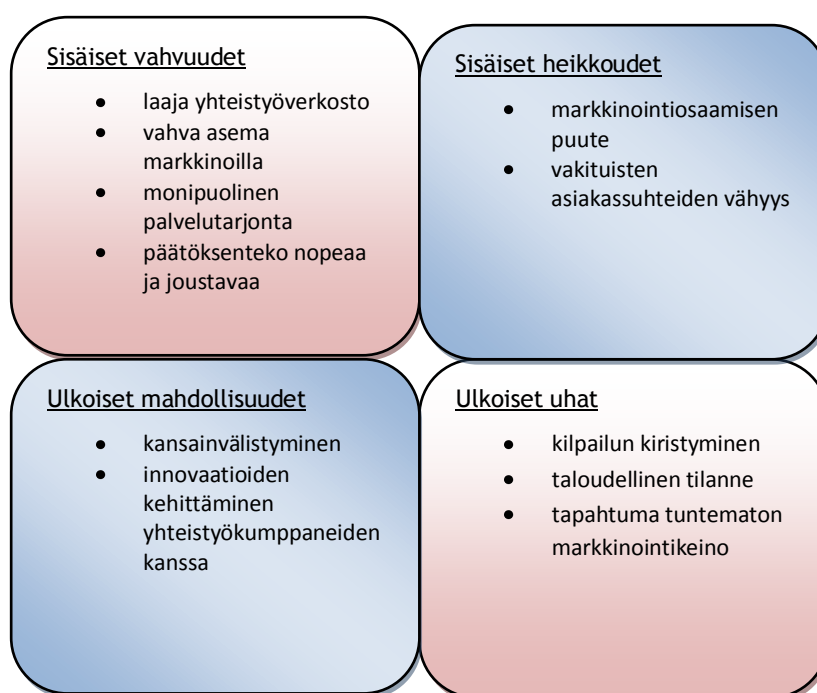 Sisäiset vahvuudet
• laaja yhteistyöverkosto
• vahva asema
markkinoilla
• monipuolinen
palvelutarjonta
• päätöksenteko nopeaa
ja joustavaa
Sisäiset heikkoudet
• markkinointiosaamisen
puute
• vakituisten
asiakassuhteiden vähyys
Ulkoiset mahdollisuudet
• kansainvälistyminen
• innovaatioiden
kehittäminen
yhteistyökumppaneiden
kanssa
Ulkoiset uhat
• kilpailun kiristyminen
• taloudellinen tilanne
• tapahtuma tuntematon
markkinointikeino